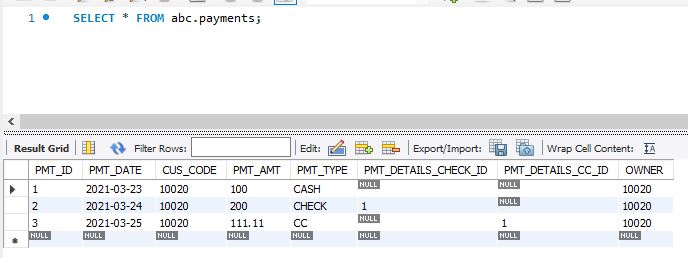 1 SELECT * FROM abc.payments;
Result Grid Filter Rows: Edit: Export/Import: Wrap Cell Content:
PMT_ID PMT_DATE CUS_CODE PMT_AMT PMT_TYPE PMT_DETAILS_CHECK_ID PMT_DETAILS_CC_ID OWNER
1 2021-03-23 10020 100 CASH NULL NULL 10020
2 2021-03-24 10020 200 CHECK 1 NULL 10020
3 2021-03-25 10020 111.11 CC NULL 1 10020
NULL NULL NULL NULL NULL NULL NULL NULL